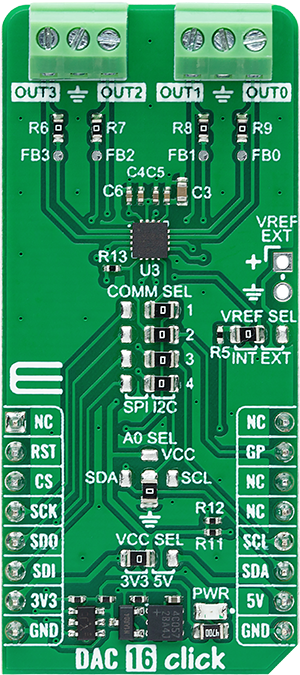 OUT3 OUT2 OUT1 OUT0
R6 R7 R8 R9
FB3 FB2 FB1 FB0
C4C5
C6 C3
VREF
EXT
+
R13
U3
COMM SEL
1
2
3
4
SPI I2C
VREF SEL
R5
INT EXT
A0 SEL
VCC
SDA SCL
R12
R11
VCC SEL
3V3 5V
PWR
NC
RST
CS
SCK
SDO
SDI
3V3
GND
NC
GP
NC
NC
SCL
SDA
5V
GND
DAC 16 click